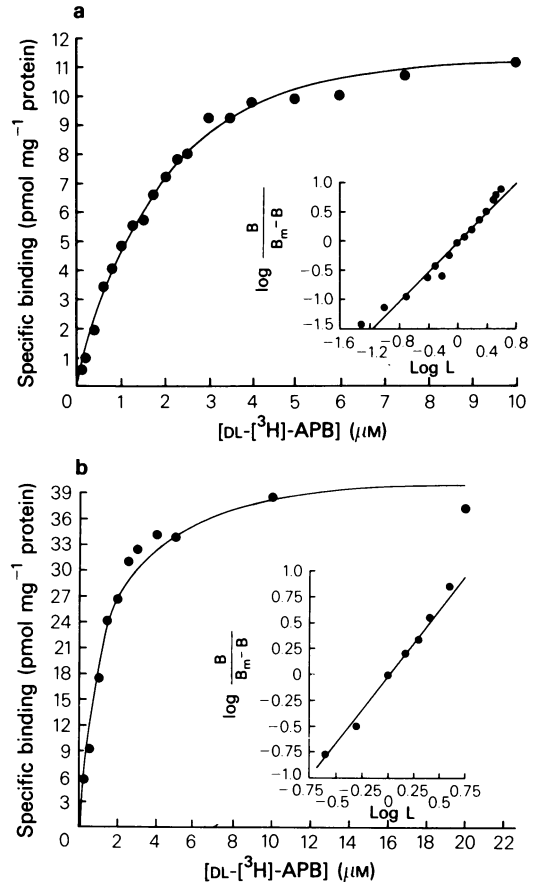 a
Specific binding (pmol mg⁻¹ protein)
12
11
10
9
8
7
6
5
4
3
2
1
0 1 2 3 4 5 6 7 8 9 10
[DL-[³H]-APB] (μM)
log B / Bₘ-B
1.0
0.5
0
-0.5
-1.0
-1.5
-1.6 -1.2 -0.8 -0.4 0 0.4 0.8
Log L
b
Specific binding (pmol mg⁻¹ protein)
39
36
33
30
27
24
21
18
15
12
9
6
3
0 2 4 6 8 10 12 14 16 18 20 22
[DL-[³H]-APB] (μM)
log B / Bₘ-B
1.0
0.75
0.5
0.25
0
-0.25
-0.5
-0.75
-1.0
-0.75 -0.5 0 0.25 0.5 0.75
Log L